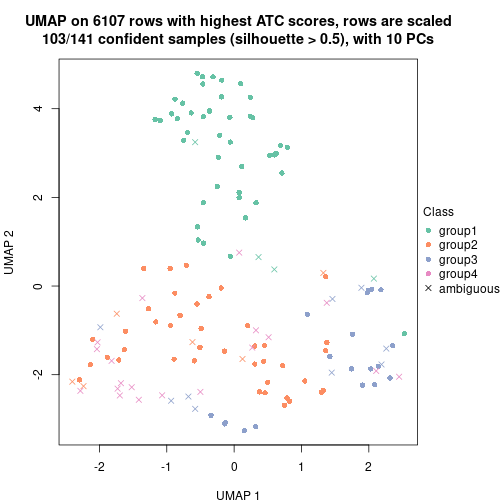 UMAP on 6107 rows with highest ATC scores, rows are scaled
103/141 confident samples (silhouette > 0.5), with 10 PCs
4
2
0
-2
UMAP 2
-2
-1
0
1
2
UMAP 1
Class
group1
group2
group3
group4
ambiguous